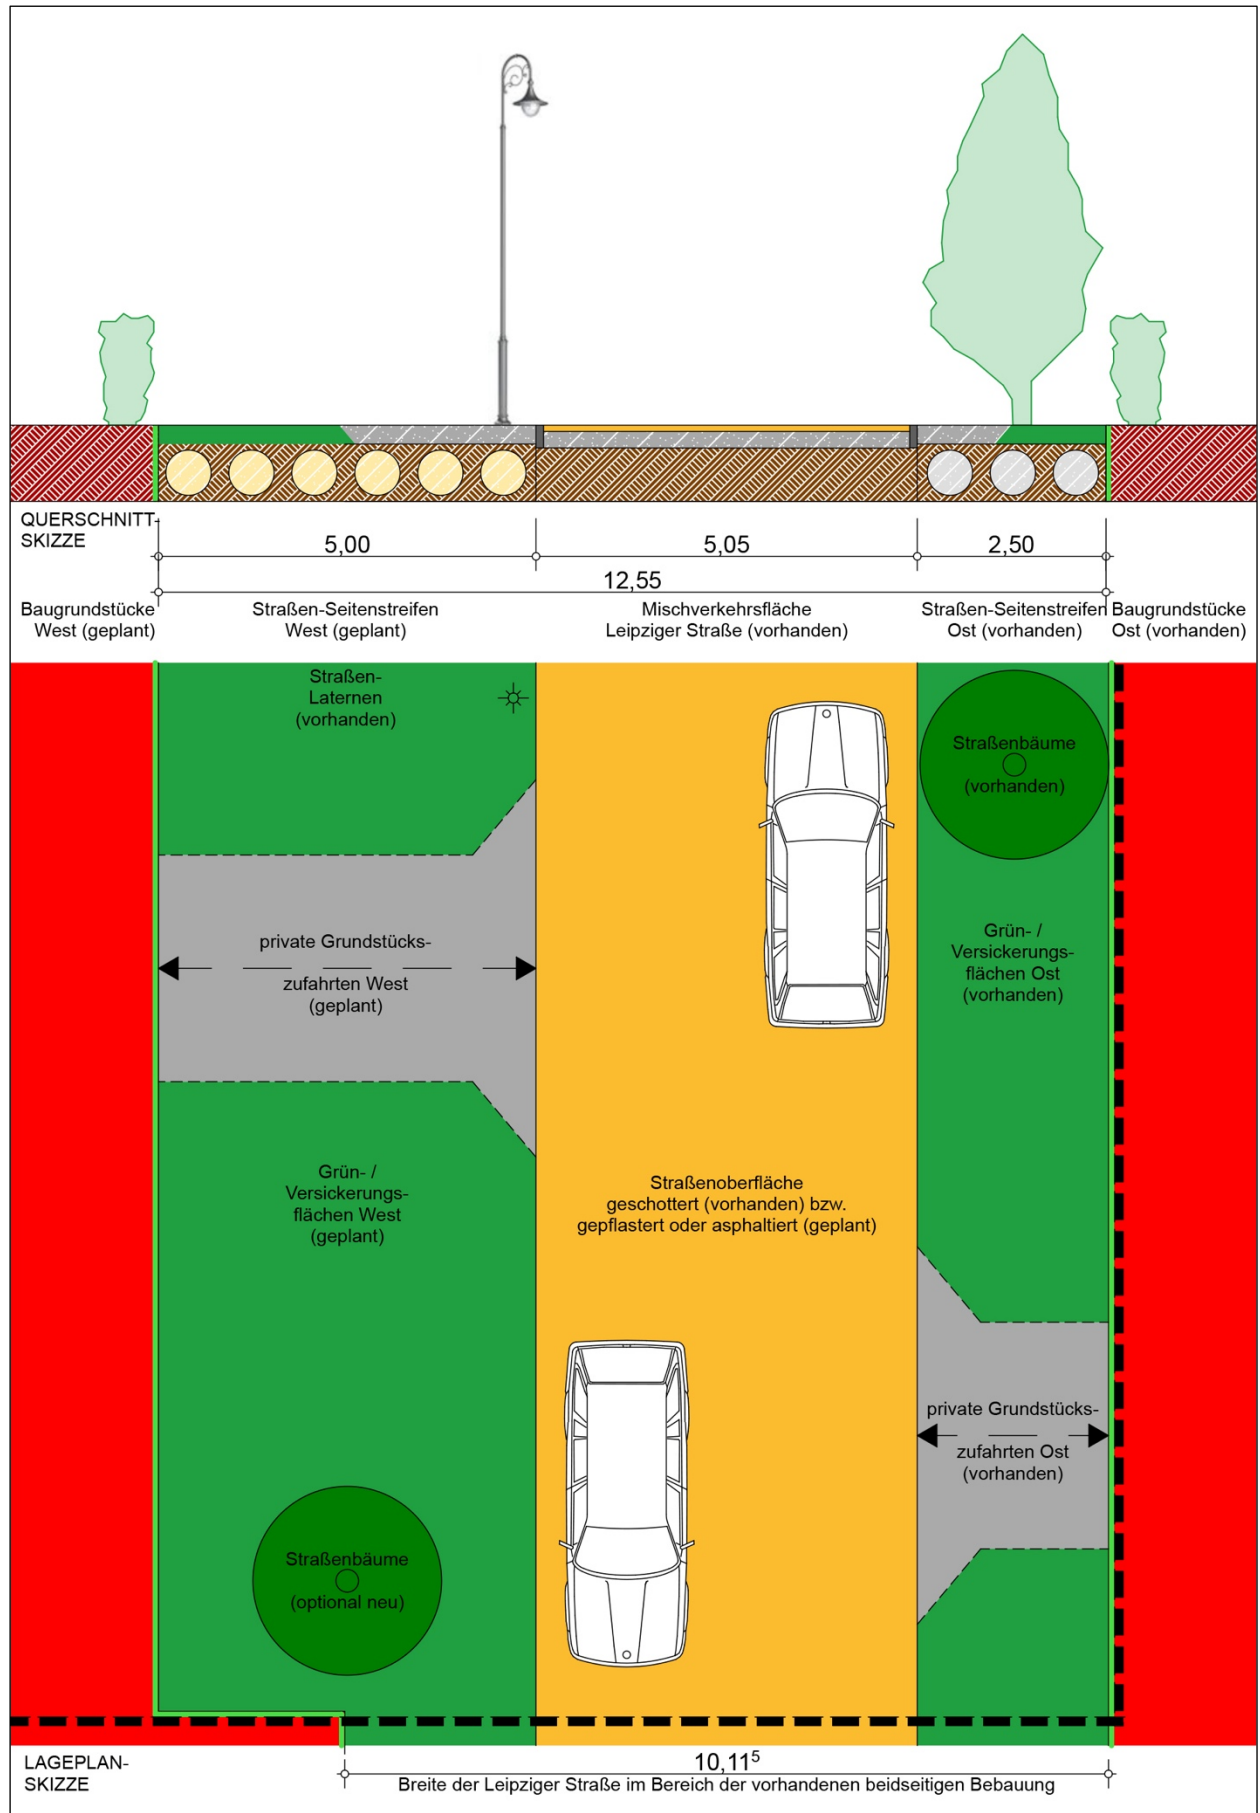 QUERSCHNITT-
SKIZZE
5,00
5,05
2,50
12,55
Baugrundstücke
West (geplant)
Straßen-Seitenstreifen
West (geplant)
Mischverkehrsfläche
Leipziger Straße (vorhanden)
Straßen-Seitenstreifen
Ost (vorhanden)
Baugrundstücke
Ost (vorhanden)
Straßen-
Laternen
(vorhanden)
Straßenbäume
(vorhanden)
private Grundstücks-
zufahrten West
(geplant)
Grün- /
Versickerungs-
flächen Ost
(vorhanden)
Grün- /
Versickerungs-
flächen West
(geplant)
Straßenoberfläche
geschottert (vorhanden) bzw.
gepflastert oder asphaltiert (geplant)
private Grundstücks-
zufahrten Ost
(vorhanden)
Straßenbäume
(optional neu)
LAGEPLAN-
SKIZZE
10,11⁵
Breite der Leipziger Straße im Bereich der vorhandenen beidseitigen Bebauung